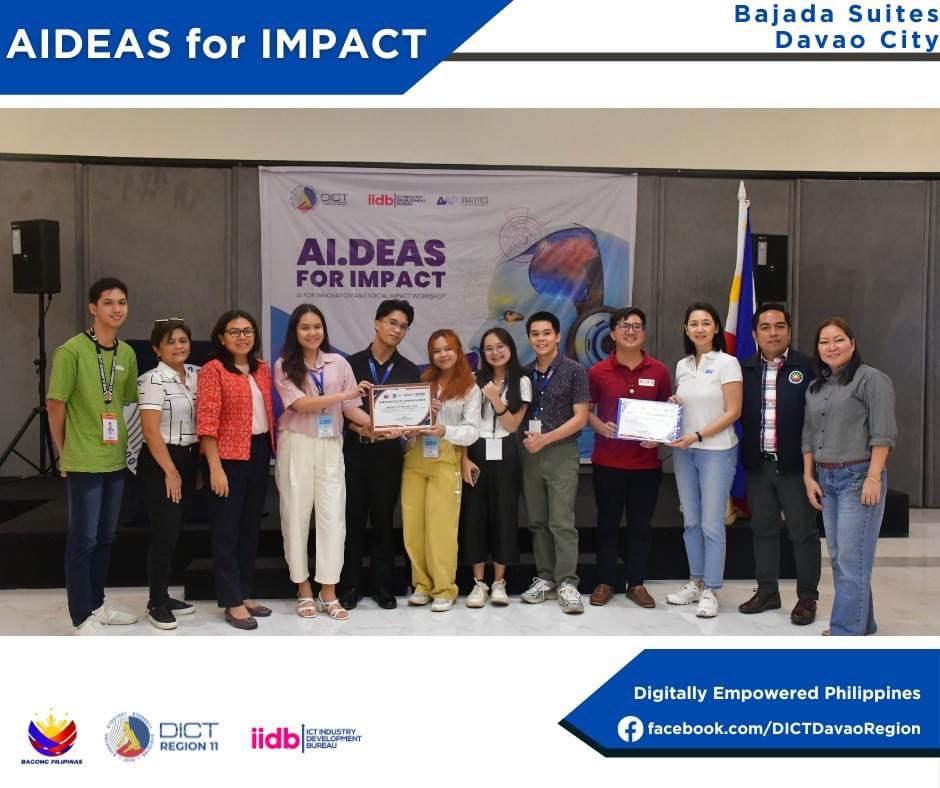 AIDEAS for IMPACT
Bajada Suites
Davao City
DICT
iidb
ICT INDUSTRY
DEVELOPMENT
BUREAU
ANALYTICS
AI.DEAS
FOR IMPACT
AI FOR INNOVATION AND SOCIAL IMPACT WORKSHOP
Digitally Empowered Philippines
facebook.com/DICTDavaoRegion
BAGONG PILIPINAS
DICT
REGION 11
iidb
ICT INDUSTRY
DEVELOPMENT
BUREAU